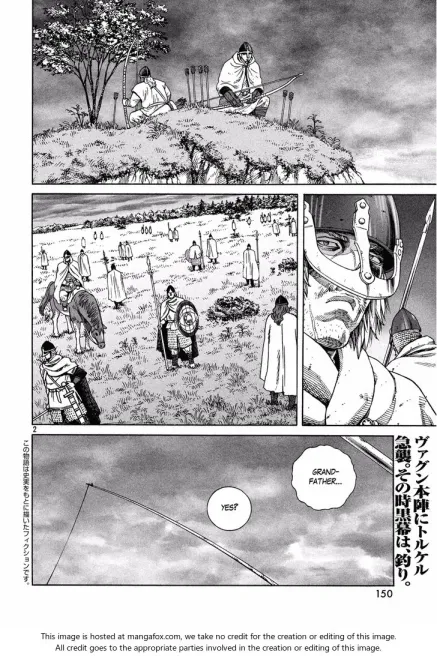 2
GRAND-
FATHER...
YES?
ヴァグン本陣にトルケル
急襲。その時黒幕は、釣り。
この物語は史実をもとに描いたフィクションです。
150
This image is hosted at mangafox.com, we take no credit for the creation or editing of this image.
All credit goes to the appropriate parties involved in the creation or editing of this image.